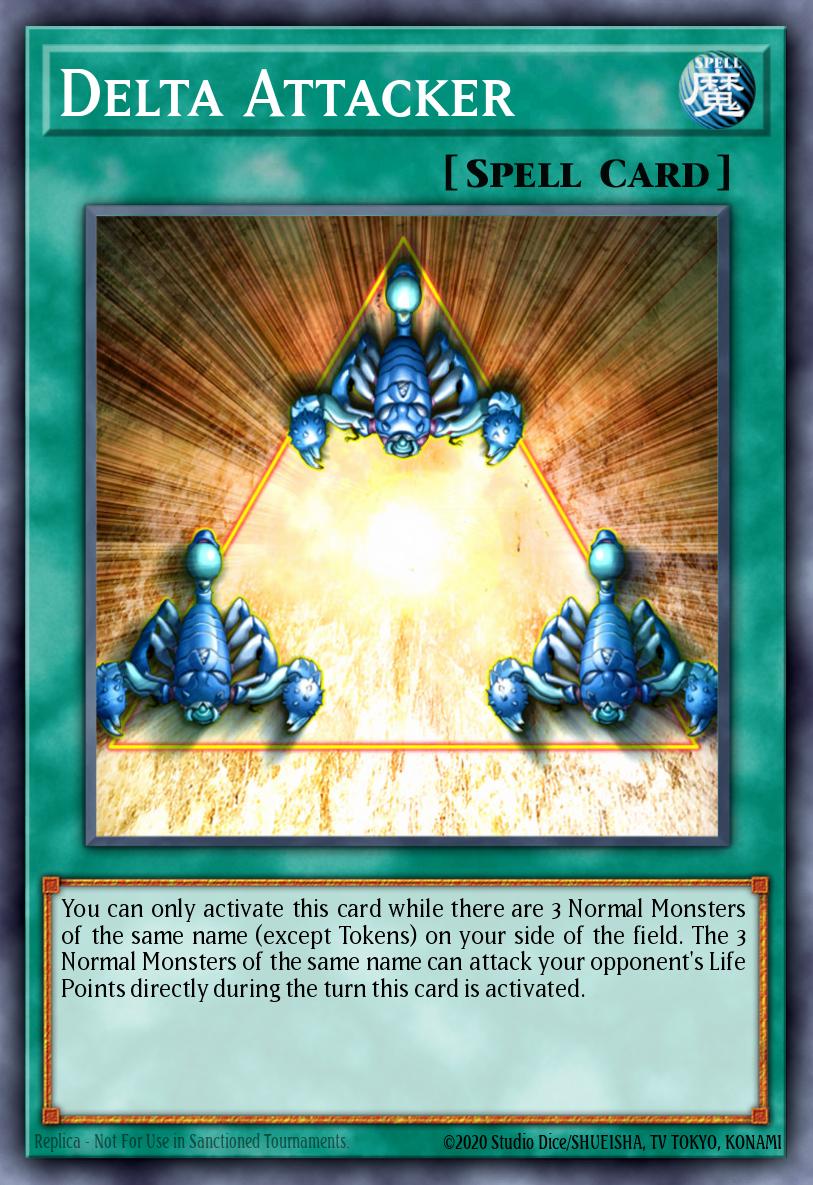 Delta Attacker
SPELL
魔
[Spell Card]
You can only activate this card while there are 3 Normal Monsters
of the same name (except Tokens) on your side of the field. The 3
Normal Monsters of the same name can attack your opponent's Life
Points directly during the turn this card is activated.
Replica - Not For Use in Sanctioned Tournaments.
©2020 Studio Dice/SHUEISHA, TV TOKYO, KONAMI